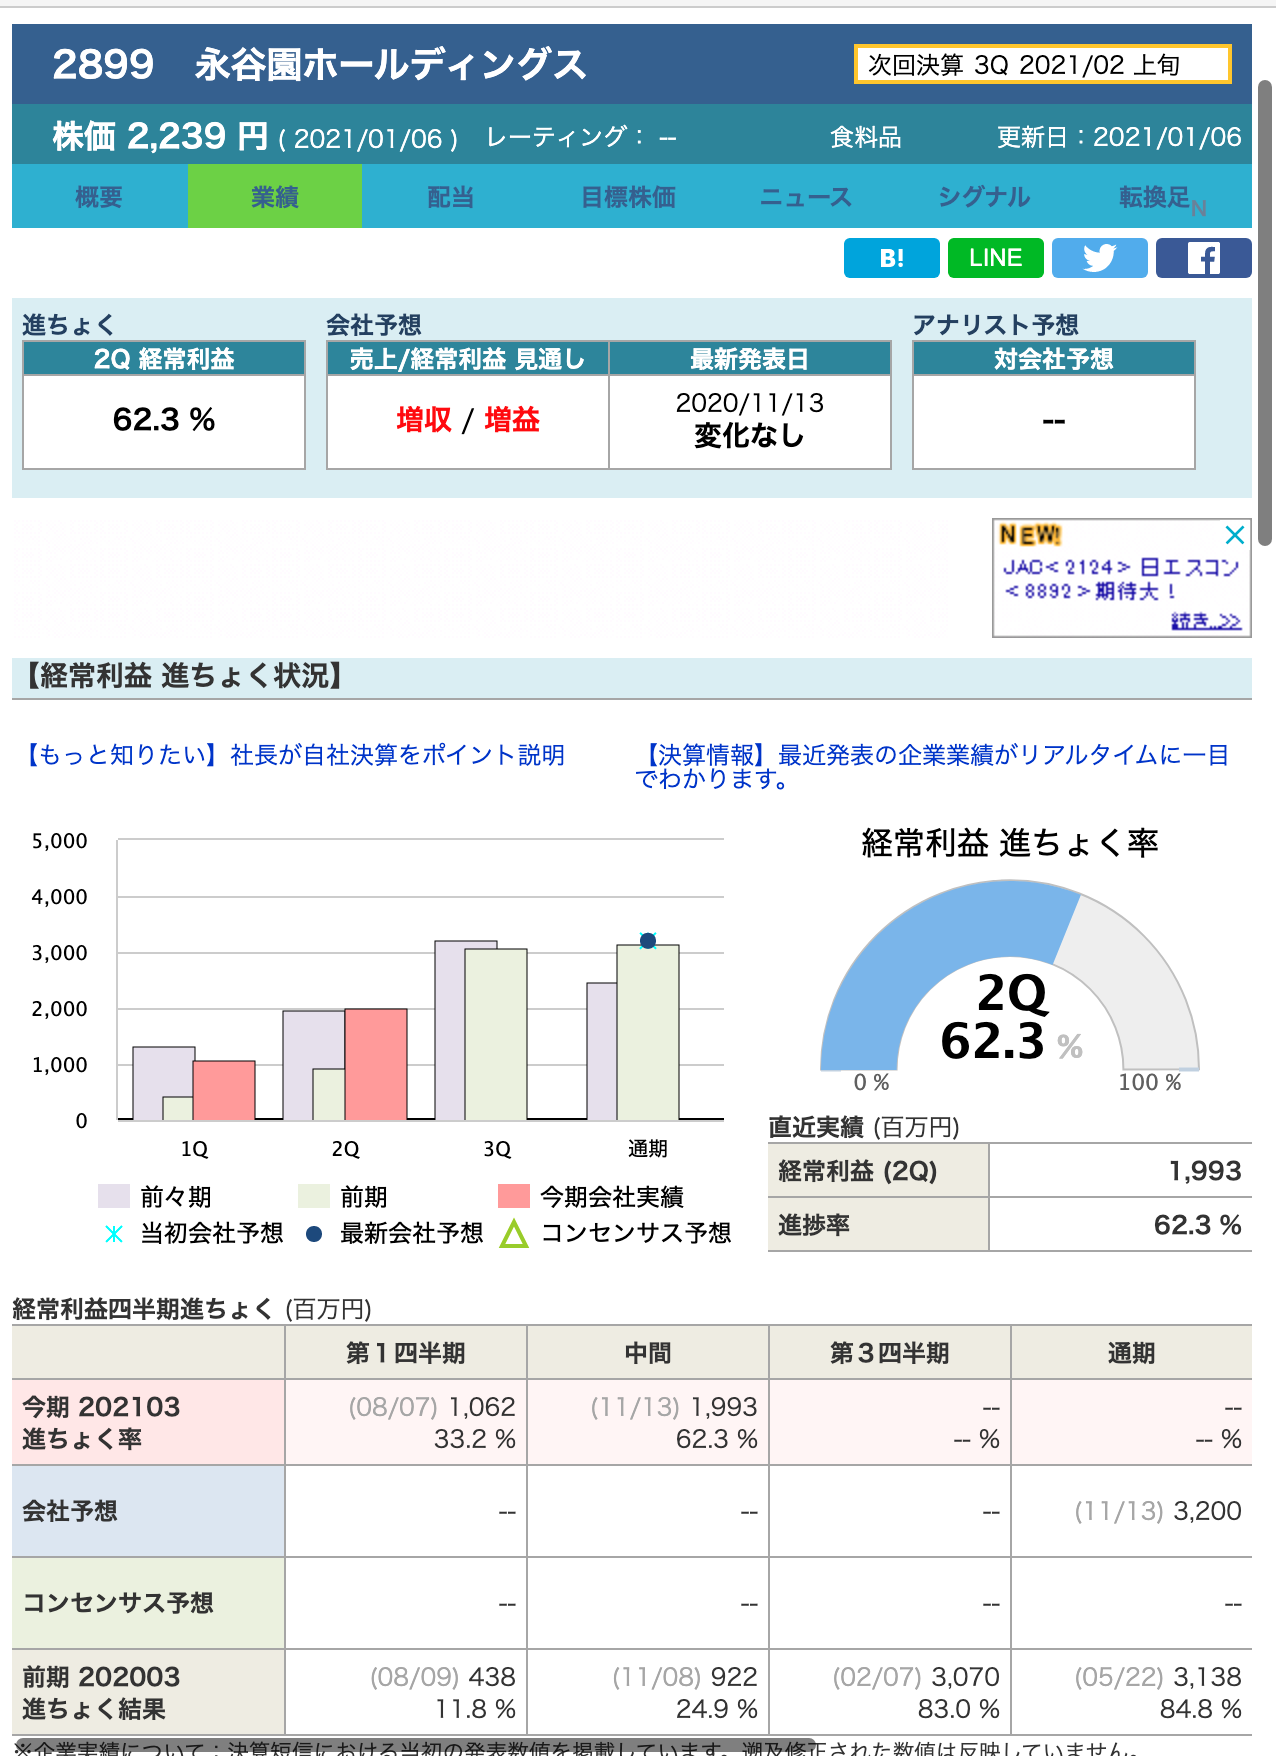 2899 永谷園ホールディングス
次回決算 3Q 2021/02 上旬
株価 2,239 円 ( 2021/01/06 ) レーティング： -- 食料品 更新日：2021/01/06
概要 業績 配当 目標株価 ニュース シグナル 転換足N
B! LINE
進ちょく 会社予想 アナリスト予想
2Q 経常利益 売上/経常利益 見通し 最新発表日 対会社予想
62.3 % 増収 / 増益 2020/11/13 --
変化なし
NEW!
JAC<2124> 日エスコン
<8892>期待大！
続き..>>
【経常利益 進ちょく状況】
【もっと知りたい】社長が自社決算をポイント説明
【決算情報】最近発表の企業業績がリアルタイムに一目
でわかります。
5,000
4,000
3,000
2,000
1,000
0
1Q 2Q 3Q 通期
前々期 前期 今期会社実績
当初会社予想 最新会社予想 コンセンサス予想
経常利益 進ちょく率
2Q
62.3 %
0 % 100 %
直近実績 (百万円)
経常利益 (2Q) 1,993
進捗率 62.3 %
経常利益四半期進ちょく (百万円)
第１四半期 中間 第３四半期 通期
今期 202103 (08/07) 1,062 (11/13) 1,993 -- --
進ちょく率 33.2 % 62.3 % -- % -- %
会社予想 -- -- -- (11/13) 3,200
コンセンサス予想 -- -- -- --
前期 202003 (08/09) 438 (11/08) 922 (02/07) 3,070 (05/22) 3,138
進ちょく結果 11.8 % 24.9 % 83.0 % 84.8 %
※企業実績について：決算短信における当初の発表数値を掲載しています。遡及修正された数値は反映していません。